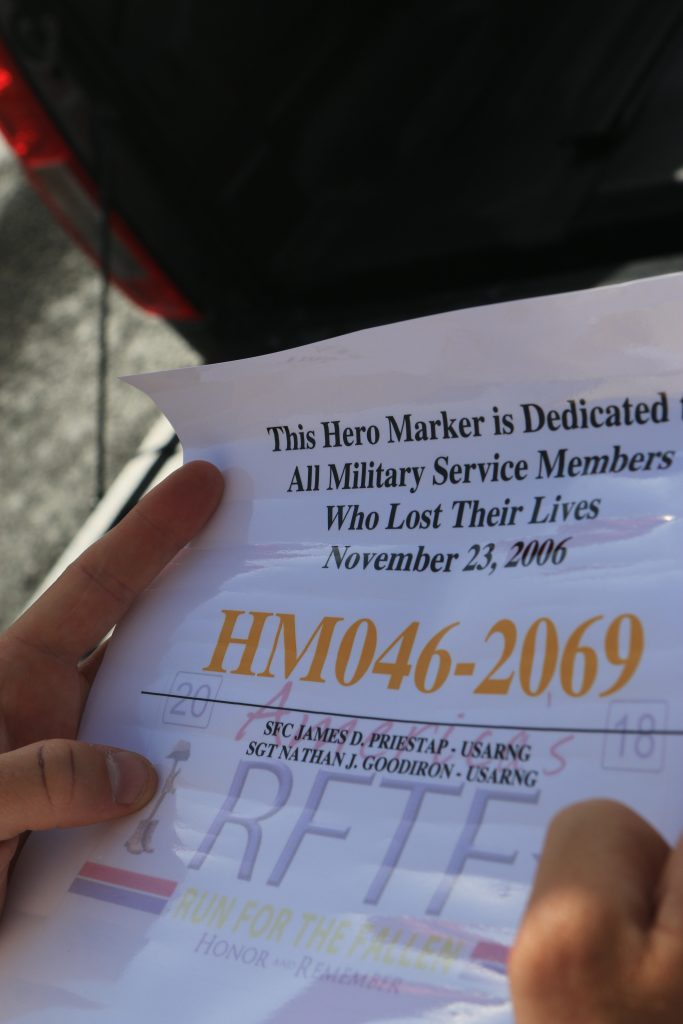 This Hero Marker is Dedicated
All Military Service Members
Who Lost Their Lives
November 23, 2006
HM046-2069
20 America's 18
SFC JAMES D. PRIESTAP - USARNG
SGT NATHAN J. GOODIRON - USARNG
RFTF
RUN FOR THE FALLEN
HONOR AND REMEMBER